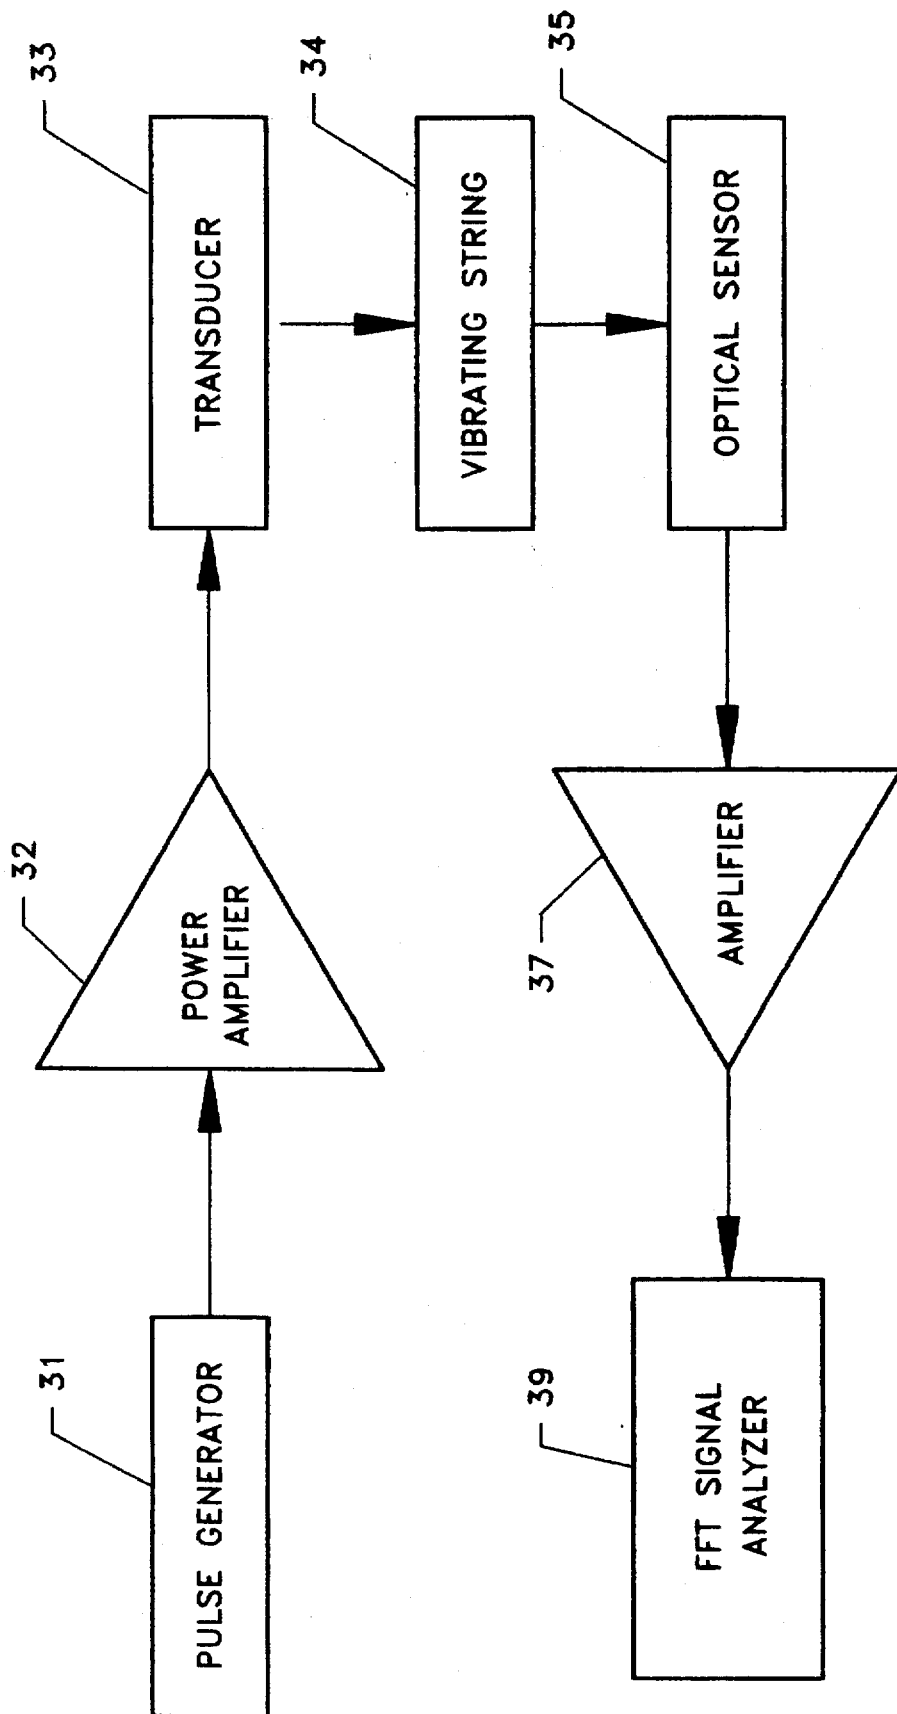 31
PULSE GENERATOR
32
POWER
AMPLIFIER
33
TRANSDUCER
34
VIBRATING STRING
35
OPTICAL SENSOR
37
AMPLIFIER
39
FFT SIGNAL
ANALYZER